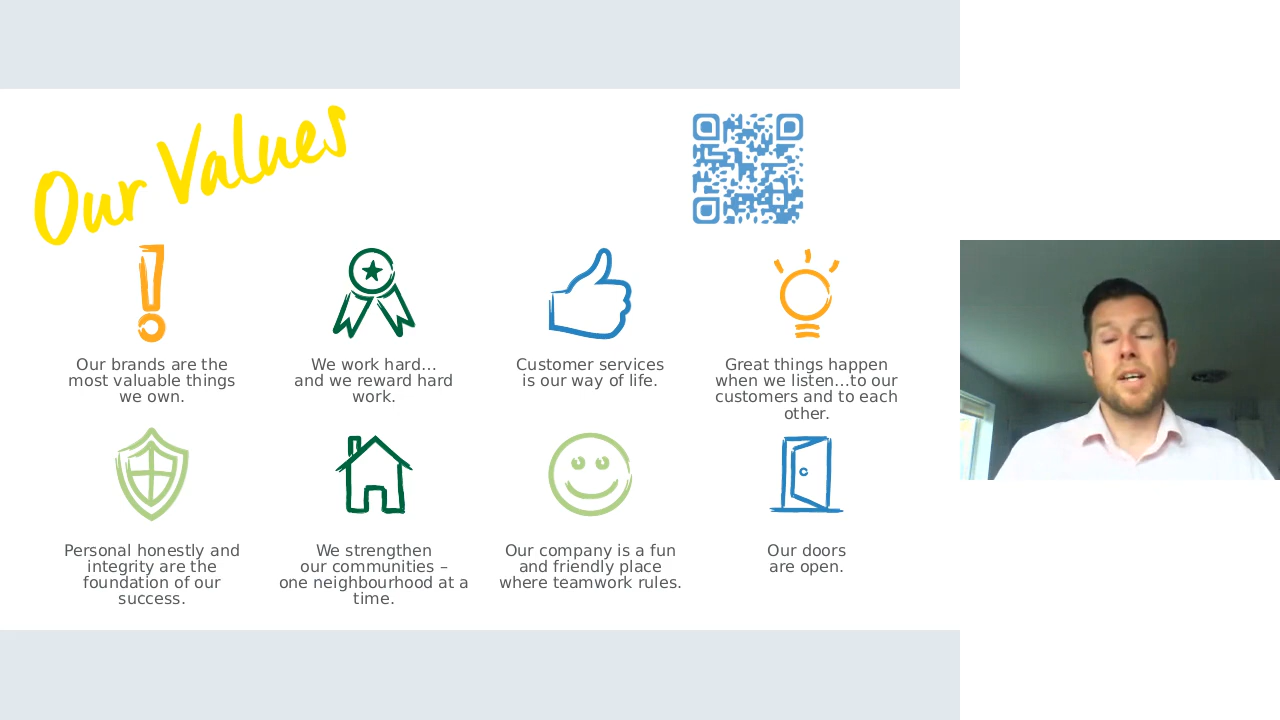 Our Values
Our brands are the
most valuable things
we own.
We work hard…
and we reward hard
work.
Customer services
is our way of life.
Great things happen
when we listen…to our
customers and to each
other.
Personal honestly and
integrity are the
foundation of our
success.
We strengthen
our communities –
one neighbourhood at a
time.
Our company is a fun
and friendly place
where teamwork rules.
Our doors
are open.